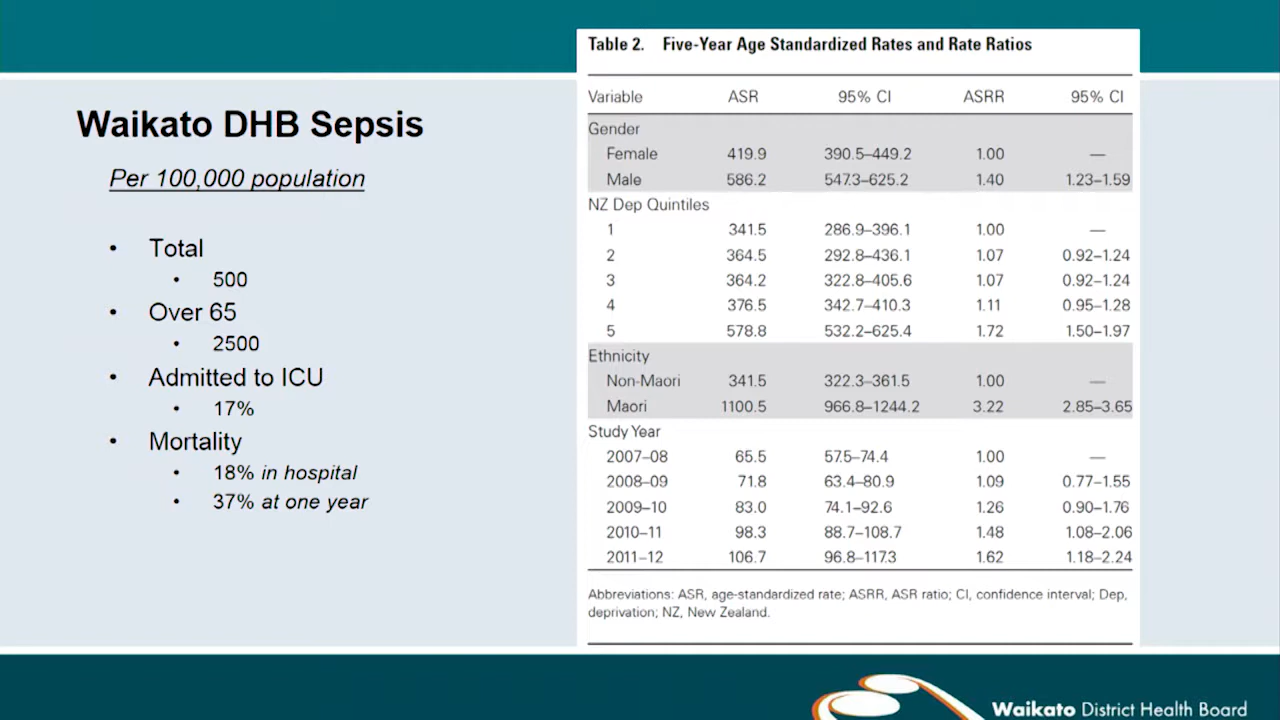 Waikato DHB Sepsis
Per 100,000 population
• Total
• 500
• Over 65
• 2500
• Admitted to ICU
• 17%
• Mortality
• 18% in hospital
• 37% at one year
Table 2. Five-Year Age Standardized Rates and Rate Ratios
Variable ASR 95% CI ASRR 95% CI
Gender
Female 419.9 390.5–449.2 1.00 —
Male 586.2 547.3–625.2 1.40 1.23–1.59
NZ Dep Quintiles
1 341.5 286.9–396.1 1.00 —
2 364.5 292.8–436.1 1.07 0.92–1.24
3 364.2 322.8–405.6 1.07 0.92–1.24
4 376.5 342.7–410.3 1.11 0.95–1.28
5 578.8 532.2–625.4 1.72 1.50–1.97
Ethnicity
Non-Maori 341.5 322.3–361.5 1.00 —
Maori 1100.5 966.8–1244.2 3.22 2.85–3.65
Study Year
2007–08 65.5 57.5–74.4 1.00 —
2008–09 71.8 63.4–80.9 1.09 0.77–1.55
2009–10 83.0 74.1–92.6 1.26 0.90–1.76
2010–11 98.3 88.7–108.7 1.48 1.08–2.06
2011–12 106.7 96.8–117.3 1.62 1.18–2.24
Abbreviations: ASR, age-standardized rate; ASRR, ASR ratio; CI, confidence interval; Dep,
deprivation; NZ, New Zealand.
Waikato District Health Board